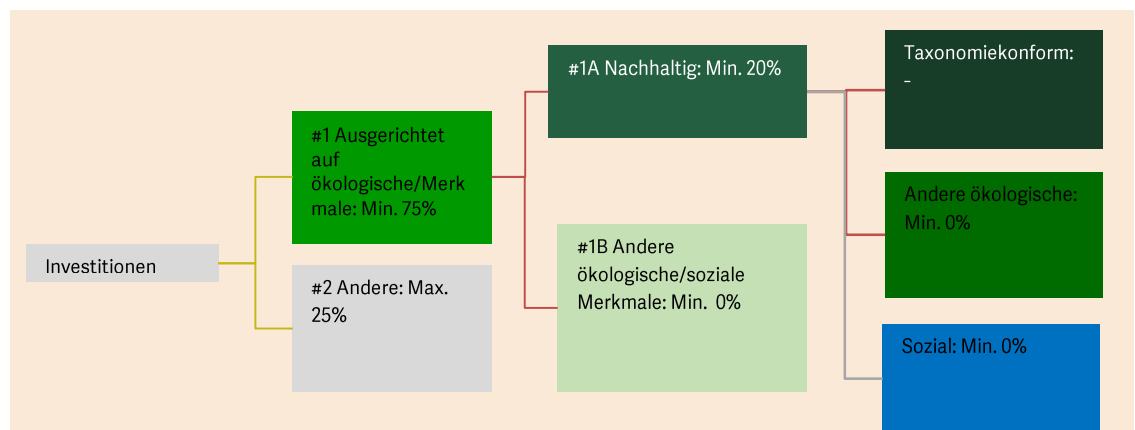 Investitionen
#1 Ausgerichtet
auf
ökologische/Merk
male: Min. 75%
#2 Andere: Max.
25%
#1A Nachhaltig: Min. 20%
#1B Andere
ökologische/soziale
Merkmale: Min.  0%
Taxonomiekonform:
-
Andere ökologische:
Min. 0%
Sozial: Min. 0%